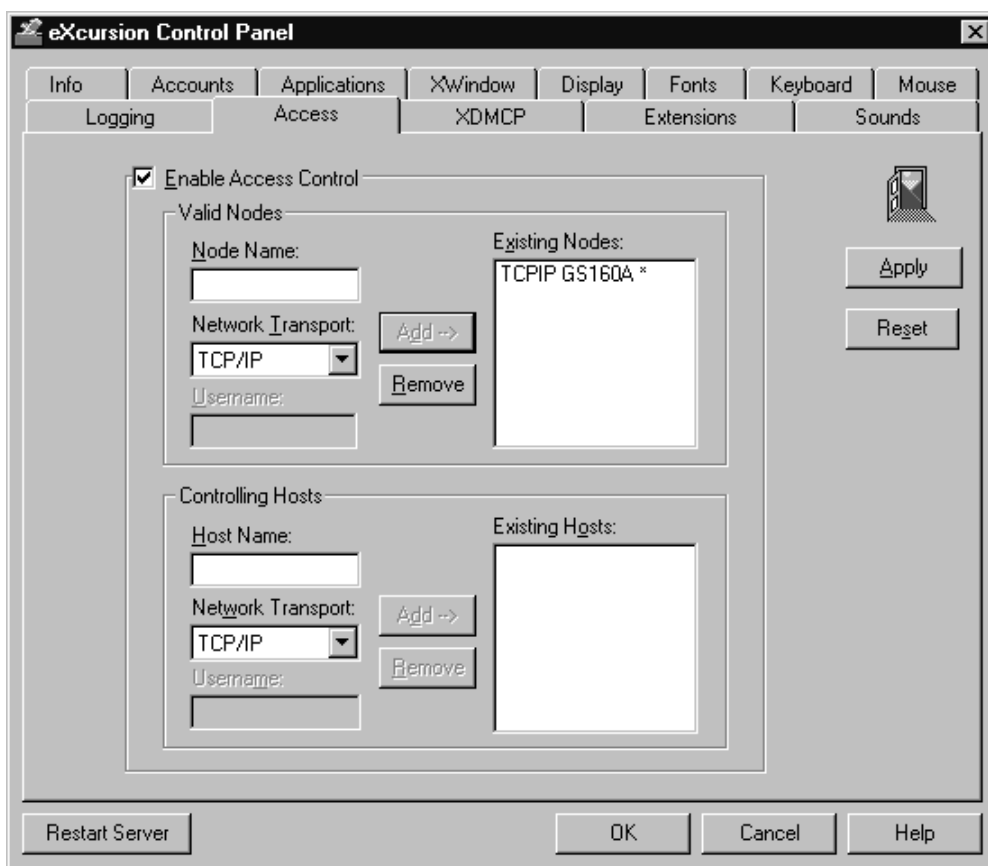 eXcursion Control Panel
Info Accounts Applications XWindow Display Fonts Keyboard Mouse
Logging Access XDMCP Extensions Sounds
Enable Access Control
Valid Nodes
Node Name:
Existing Nodes:
TCPIP GS160A *
Network Transport:
TCP/IP
Add -->
Remove
Username:
Apply
Reset
Controlling Hosts
Host Name:
Existing Hosts:
Network Transport:
TCP/IP
Add -->
Remove
Username:
Restart Server OK Cancel Help